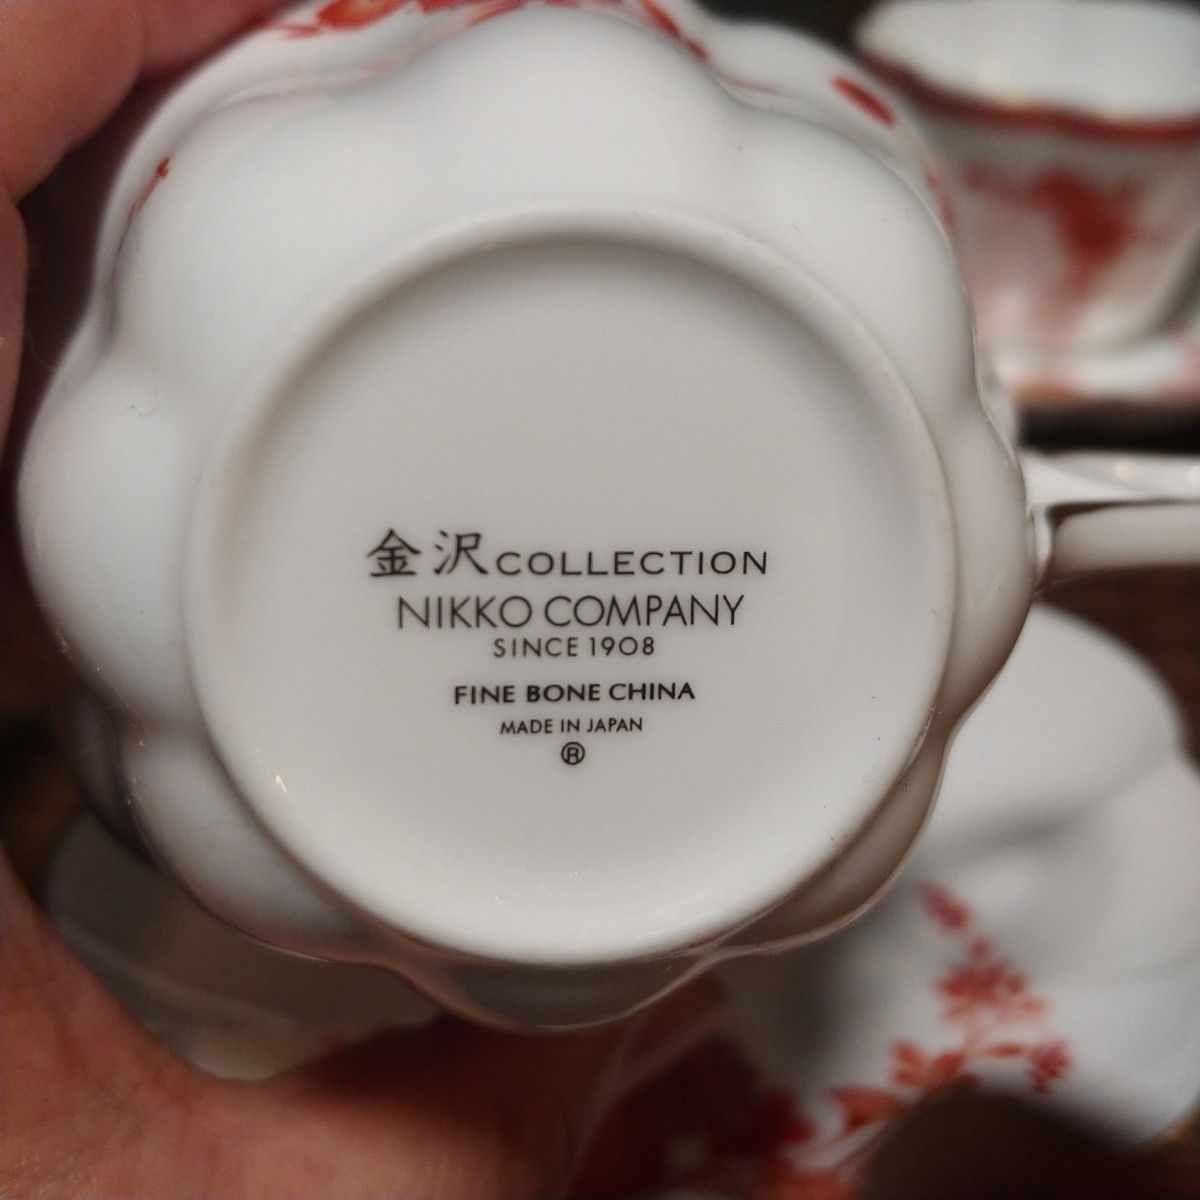 金沢COLLECTION
NIKKO COMPANY
SINCE 1908
FINE BONE CHINA
MADE IN JAPAN
®